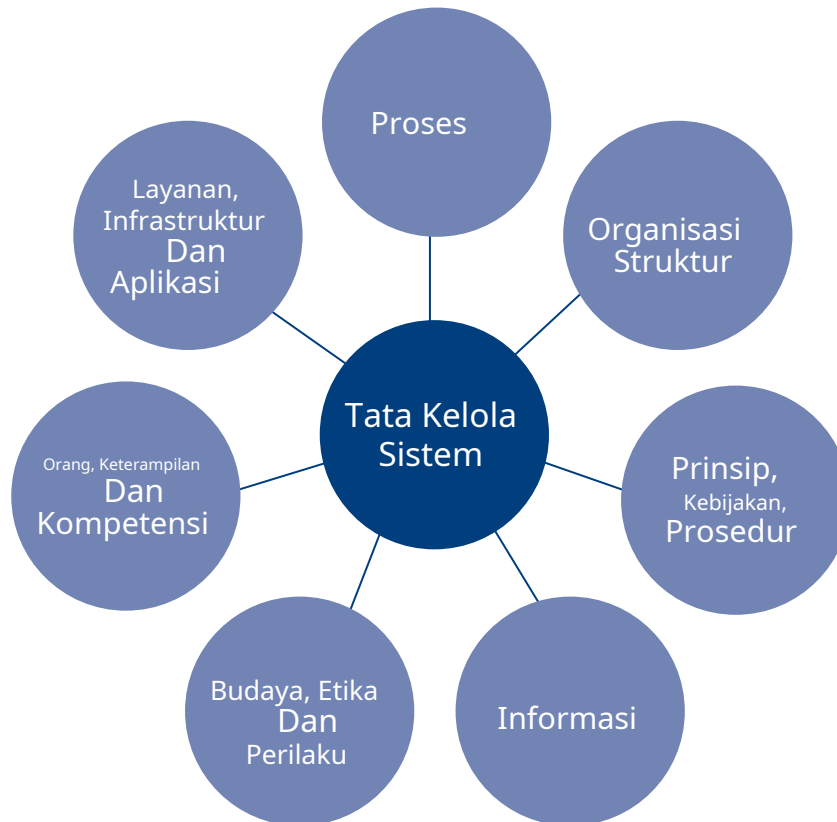 Proses
Layanan,
Infrastruktur
Dan
Aplikasi
Organisasi
Struktur
Tata Kelola
Sistem
Orang, Keterampilan
Dan
Kompetensi
Prinsip,
Kebijakan,
Prosedur
Budaya, Etika
Dan
Perilaku
Informasi